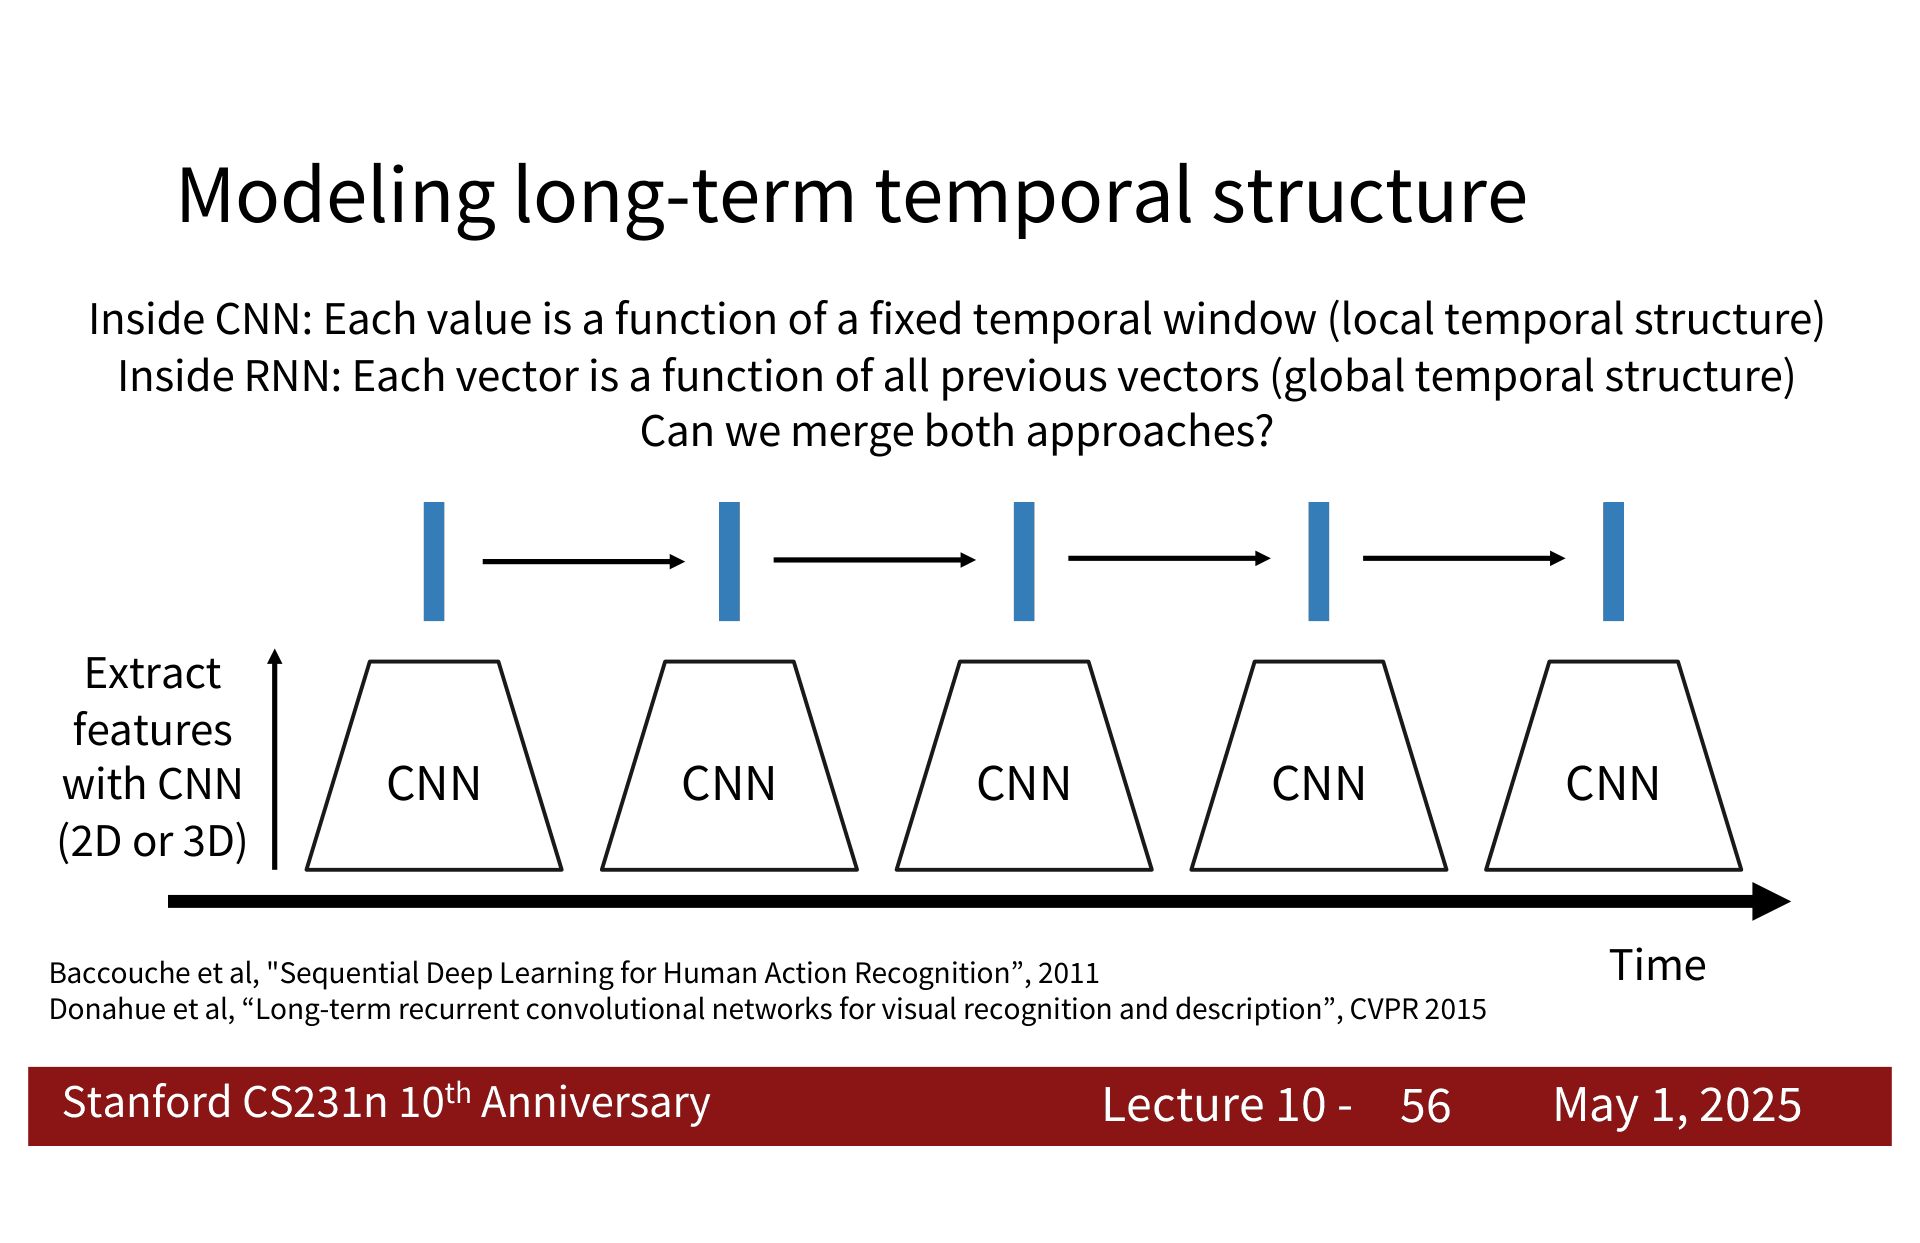 Modeling long-term temporal structure
Inside CNN: Each value is a function of a fixed temporal window (local temporal structure)
Inside RNN: Each vector is a function of all previous vectors (global temporal structure)
Can we merge both approaches?
Extract
features
with CNN
(2D or 3D)
CNN CNN CNN CNN CNN
Time
Baccouche et al, "Sequential Deep Learning for Human Action Recognition”, 2011
Donahue et al, “Long-term recurrent convolutional networks for visual recognition and description”, CVPR 2015
Stanford CS231n 10th Anniversary Lecture 10 - 56 May 1, 2025